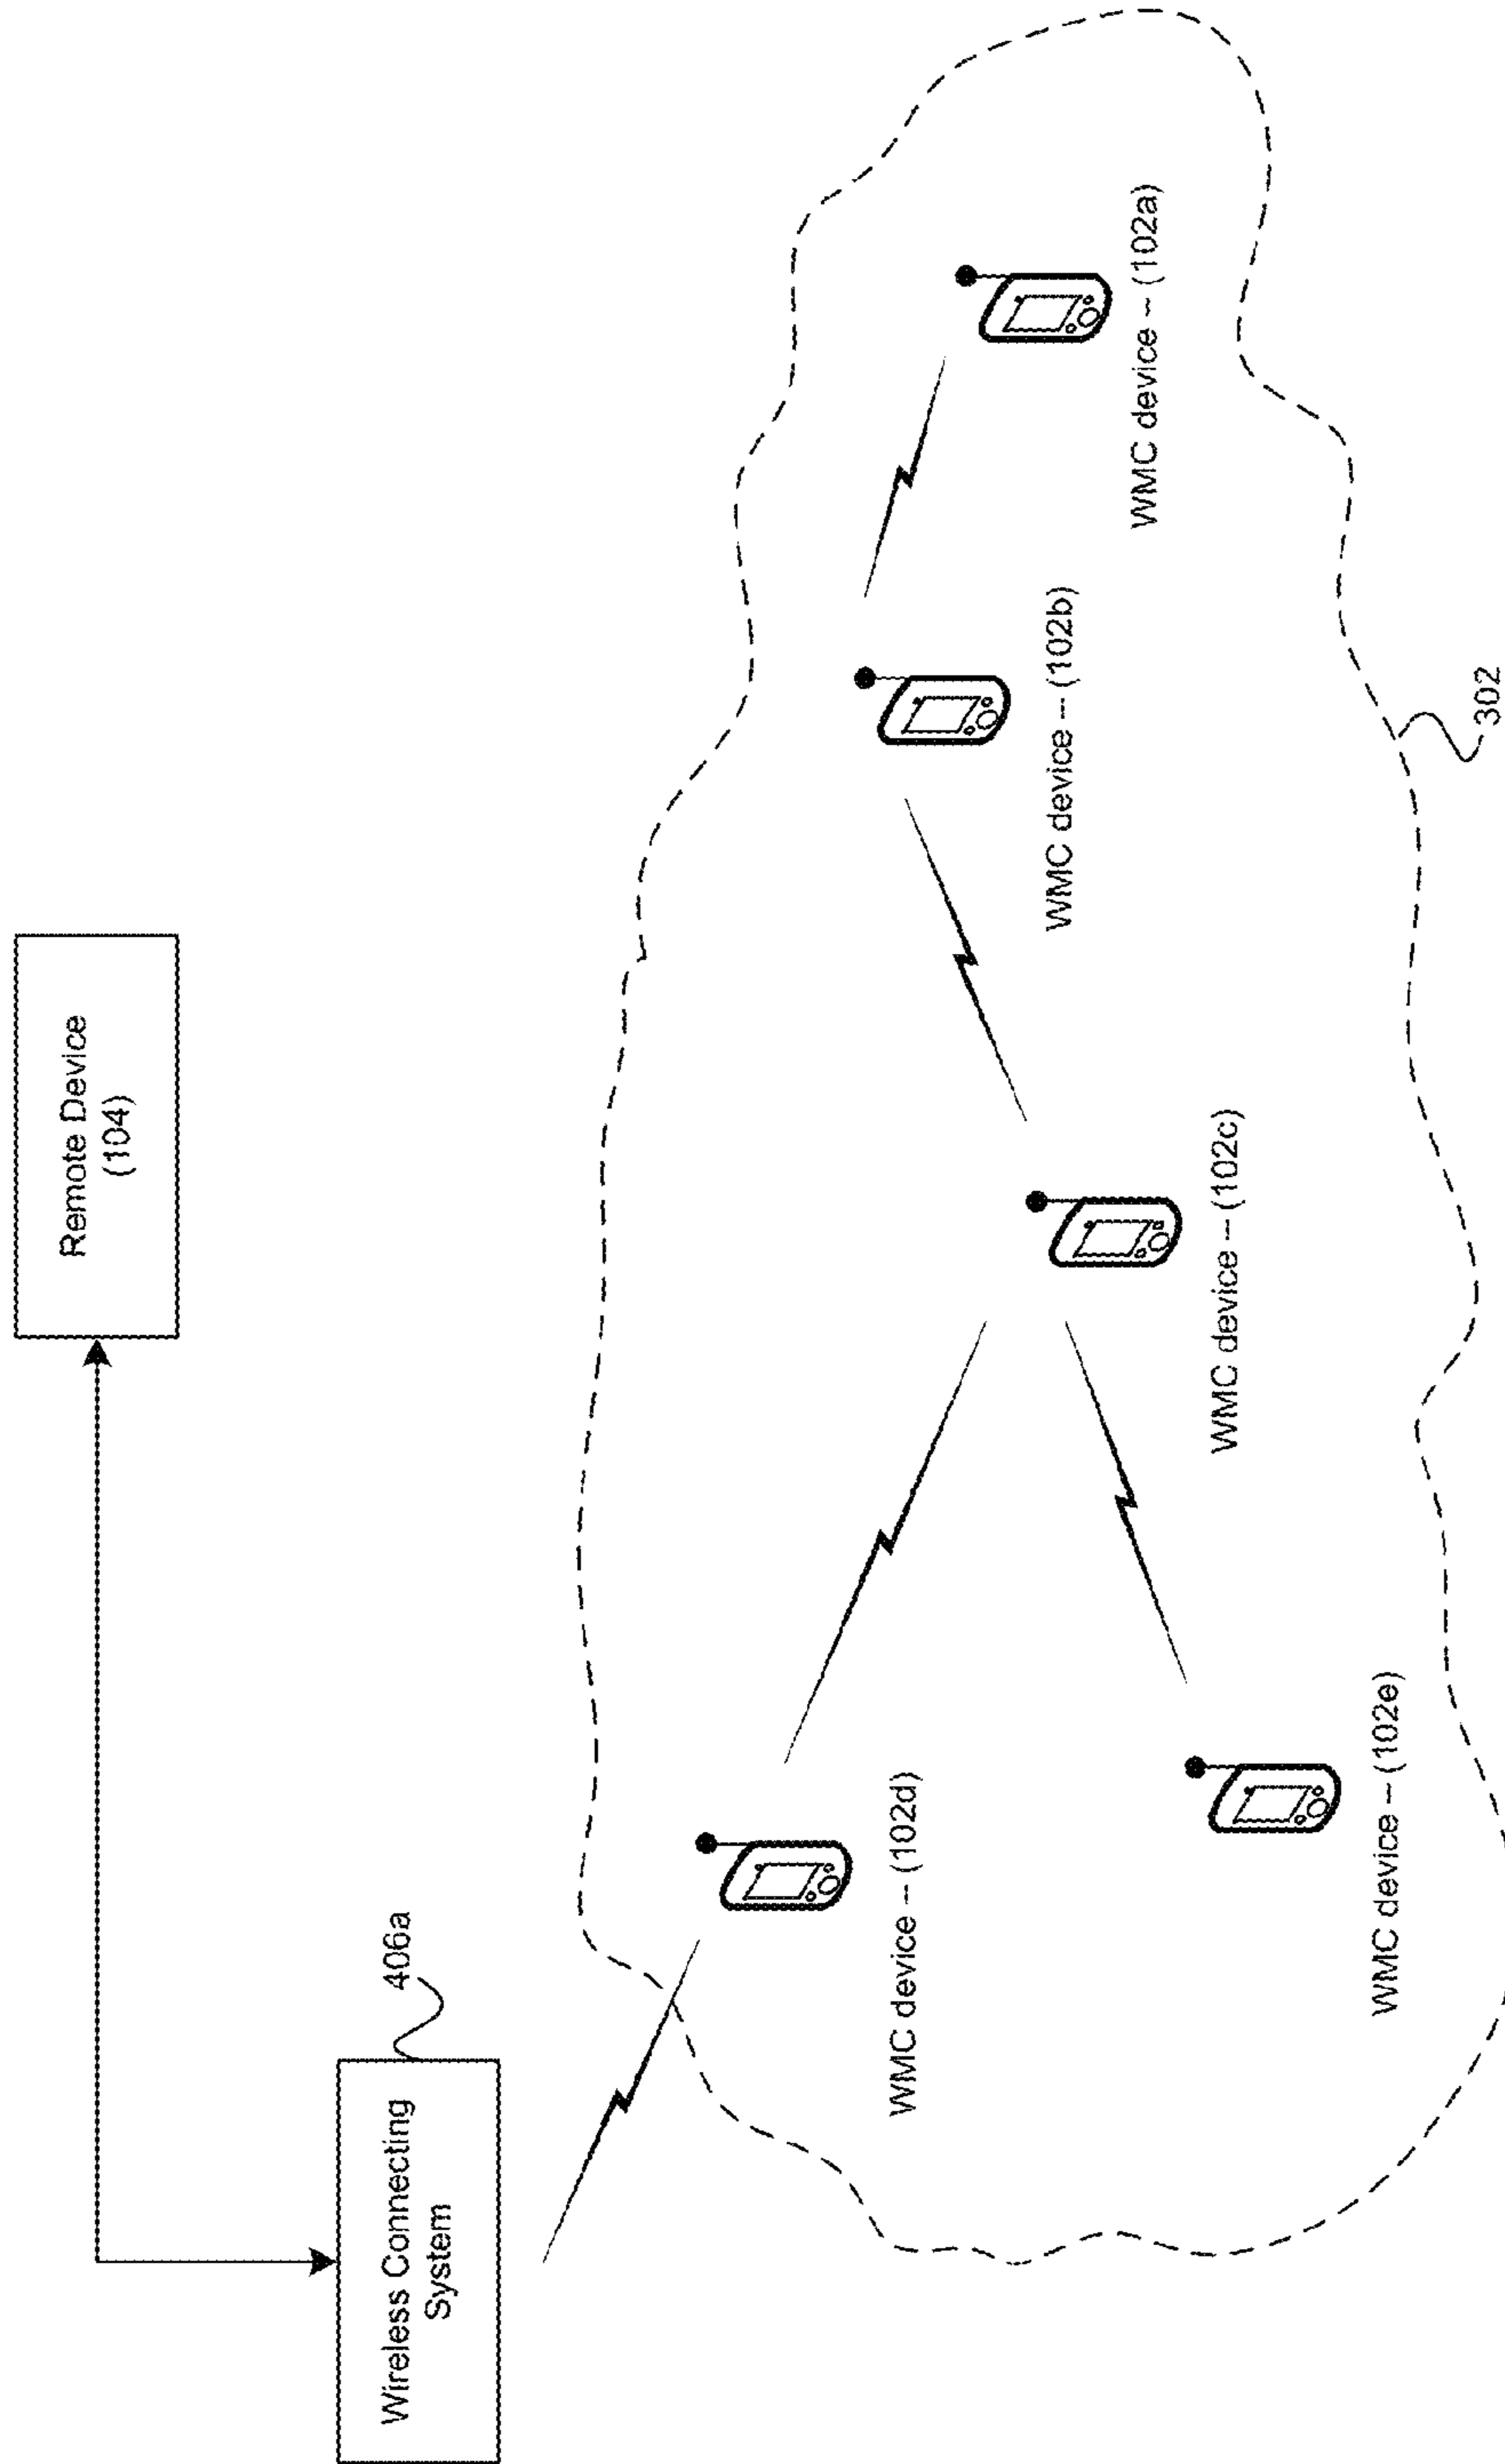 Remote Device
(104)
Wireless Connecting
System
406a
WMC device -- (102d)
WMC device -- (102b)
WMC device -- (102a)
WMC device -- (102c)
WMC device -- (102e)
302